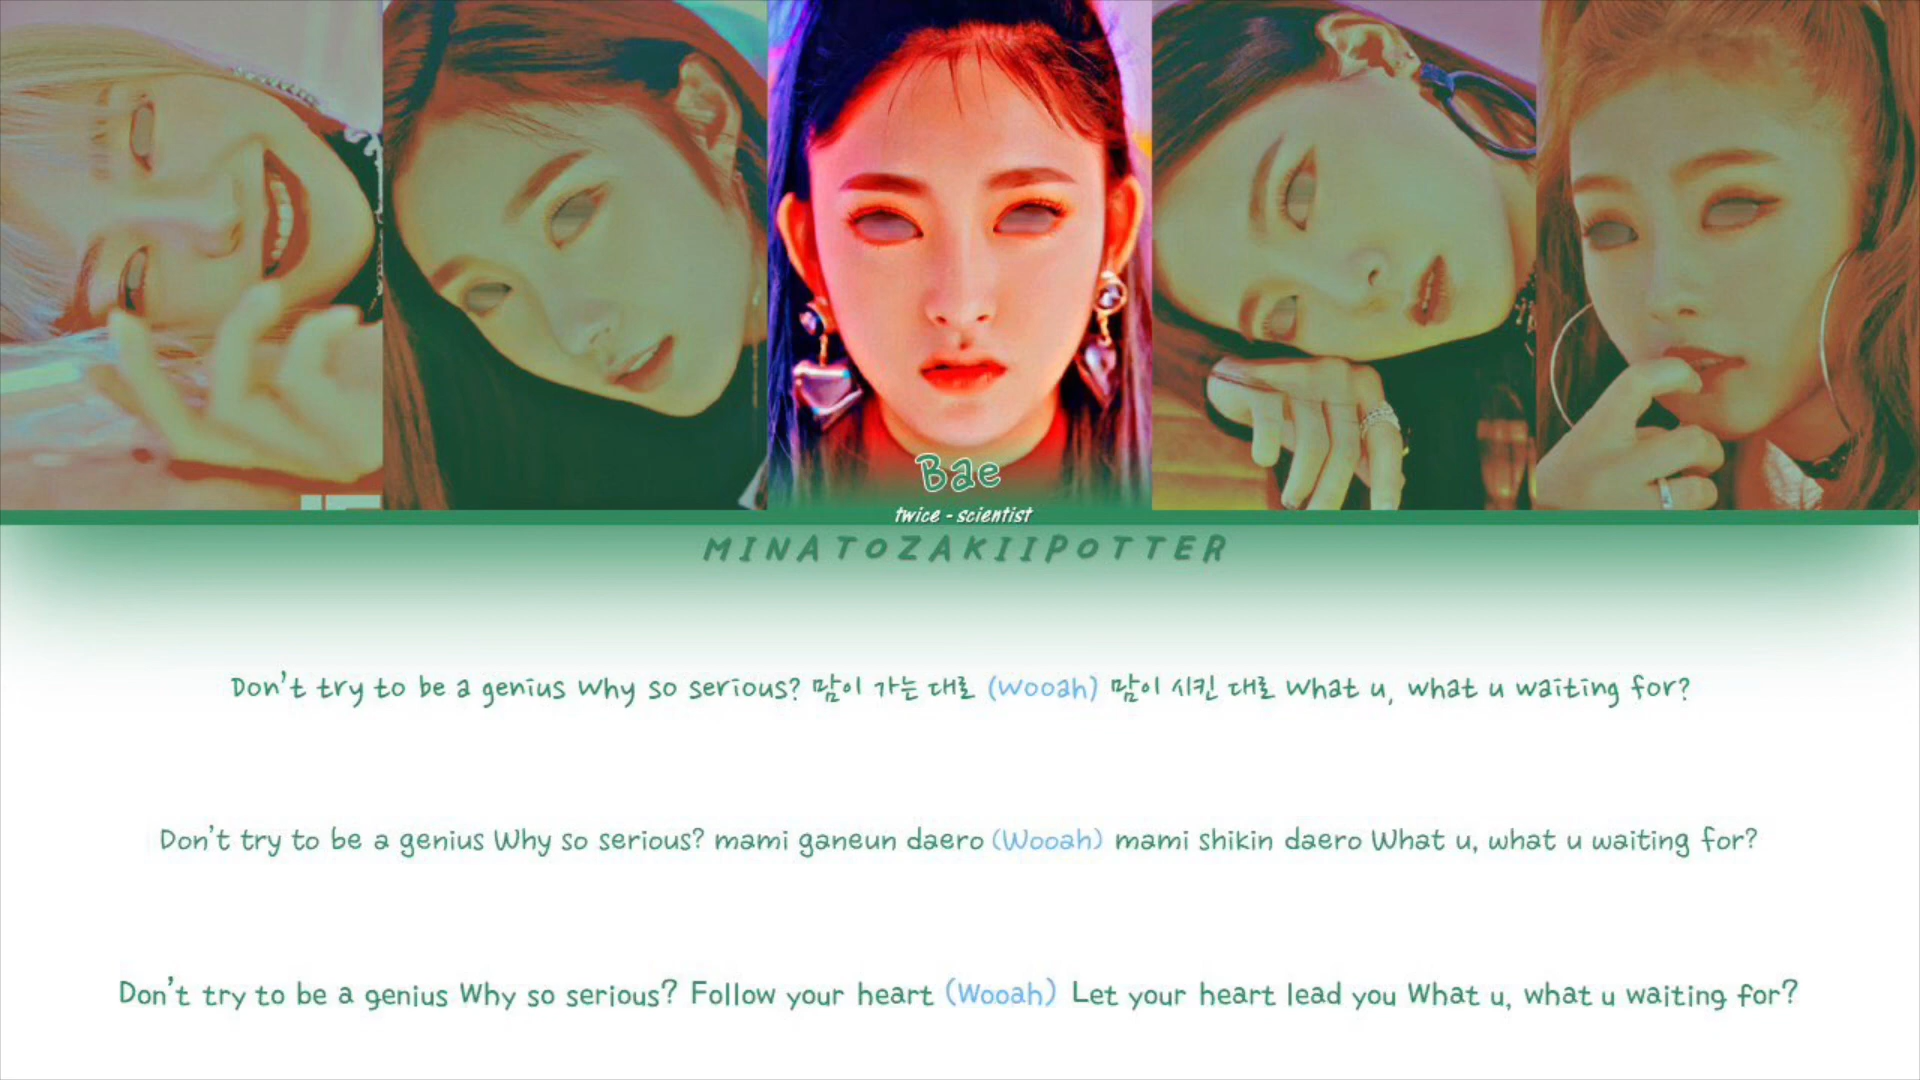 Bae
twice - scientist
MINATOZAKIIPOTTER
Don't try to be a genius Why so serious? 맘이 가는 대로 (Wooah) 맘이 시킨 대로 What u, what u waiting for?
Don't try to be a genius Why so serious? mami ganeun daero (Wooah) mami shikin daero What u, what u waiting for?
Don't try to be a genius Why so serious? Follow your heart (Wooah) Let your heart lead you What u, what u waiting for?